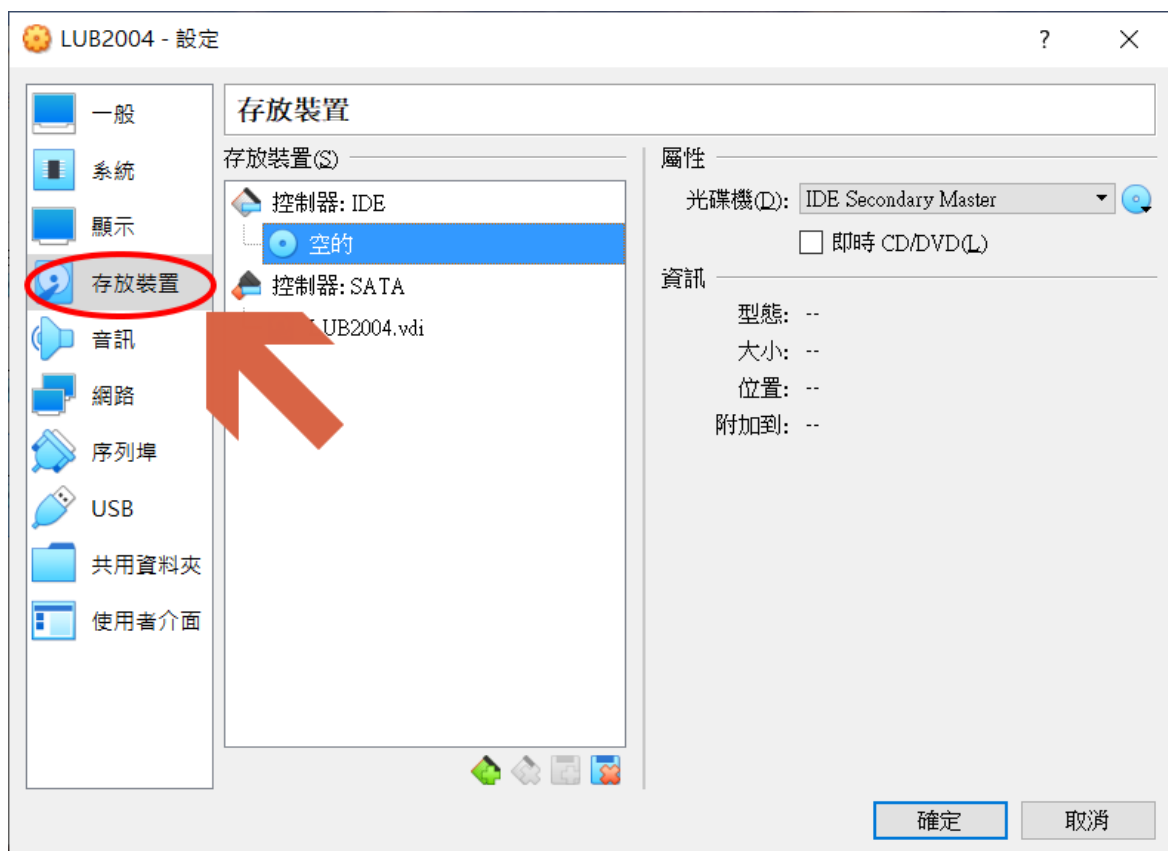 LUB2004 - 設定
?
一般
系統
顯示
存放裝置
音訊
網路
序列埠
USB
共用資料夾
使用者介面
存放裝置
存放裝置(S)
控制器: IDE
空的
控制器: SATA
UB2004.vdi
屬性
光碟機(D): IDE Secondary Master
即時 CD/DVD(L)
資訊
型態: --
大小: --
位置: --
附加到: --
確定
取消